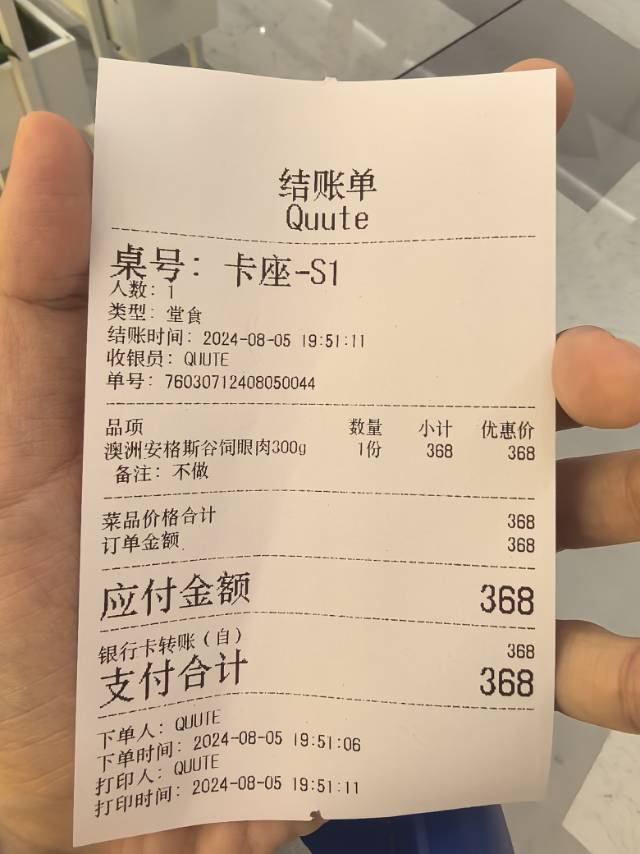 结账单
Quute
桌号: 卡座-S1
人数: 1
类型: 堂食
结账时间: 2024-08-05 19:51:11
收银员: QUUTE
单号: 76030712408050044
品项 数量 小计 优惠价
澳洲安格斯谷饲眼肉300g 1份 368 368
备注: 不做
菜品价格合计 368
订单金额 368
应付金额 368
银行卡转账(自) 368
支付合计 368
下单人: QUUTE
下单时间: 2024-08-05 19:51:06
打印人: QUUTE
打印时间: 2024-08-05 19:51:11